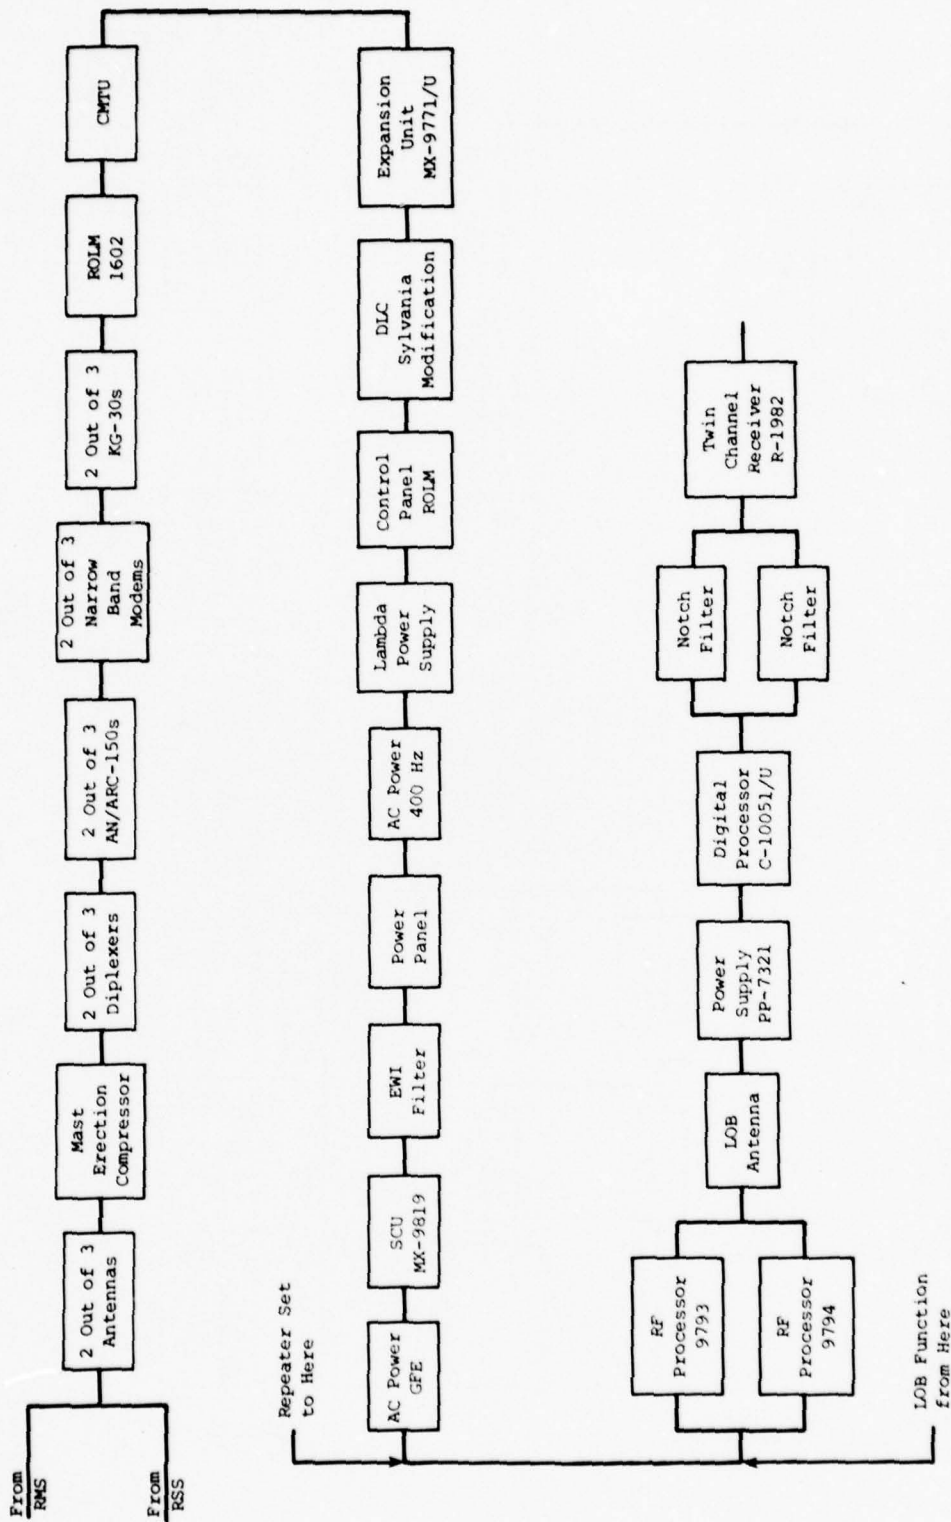 From
RMS
From
RSS
2 Out of 3
Antennas
Mast
Erection
Compressor
2 Out of 3
Diplexers
2 Out of 3
AN/ARC-150s
2 Out of 3
Narrow
Band
Modems
2 Out of 3
KG-30s
ROLM
1602
CMTU
Repeater Set
to Here
AC Power
GFE
SCU
MX-9819
EWI
Filter
Power
Panel
AC Power
400 Hz
Lambda
Power
Supply
Control
Panel
ROLM
DLC
Sylvania
Modification
Expansion
Unit
MX-9771/U
RF
Processor
9793
RF
Processor
9794
LOB
Antenna
Power
Supply
PP-7321
Digital
Processor
C-10051/U
Notch
Filter
Notch
Filter
Twin
Channel
Receiver
R-1982
LOB Function
from Here